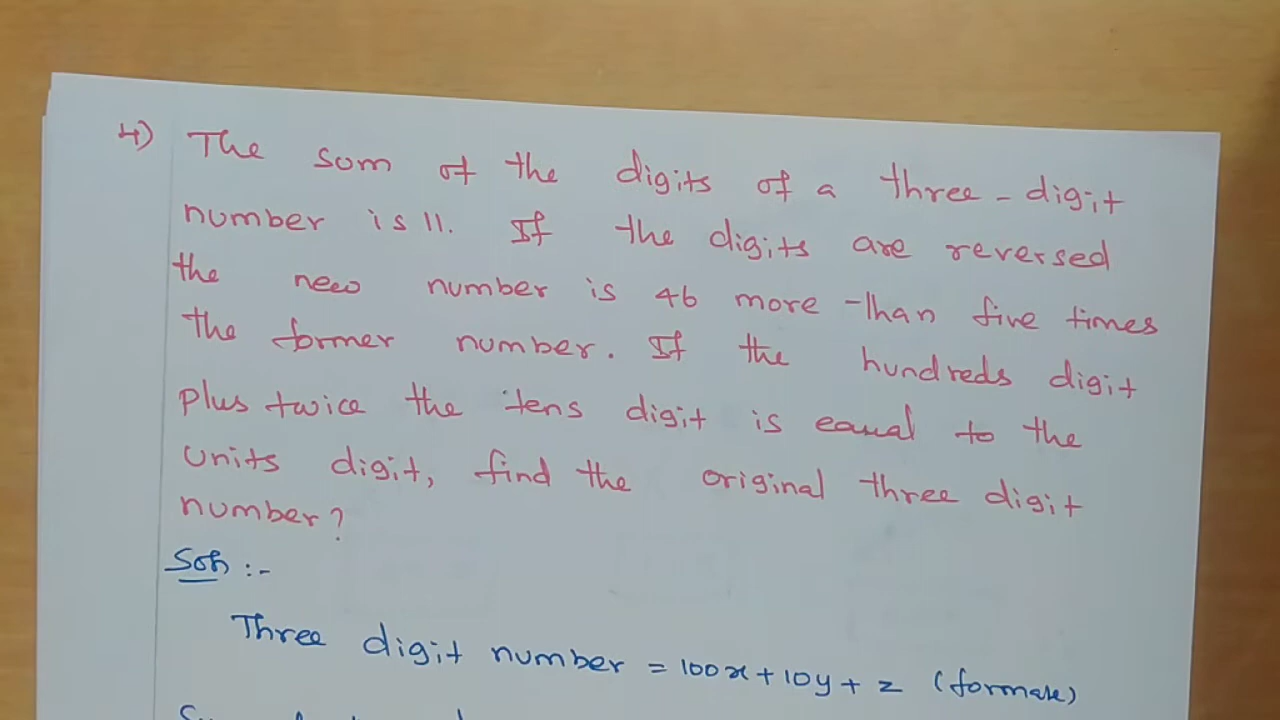 4) The sum of the digits of a three-digit
number is 11. If the digits are reversed
the new number is 46 more than five times
the former number. If the hundreds digit
plus twice the tens digit is equal to the
units digit, find the original three digit
number?
Soln :-
Three digit number = 100x + 10y + z (formate)